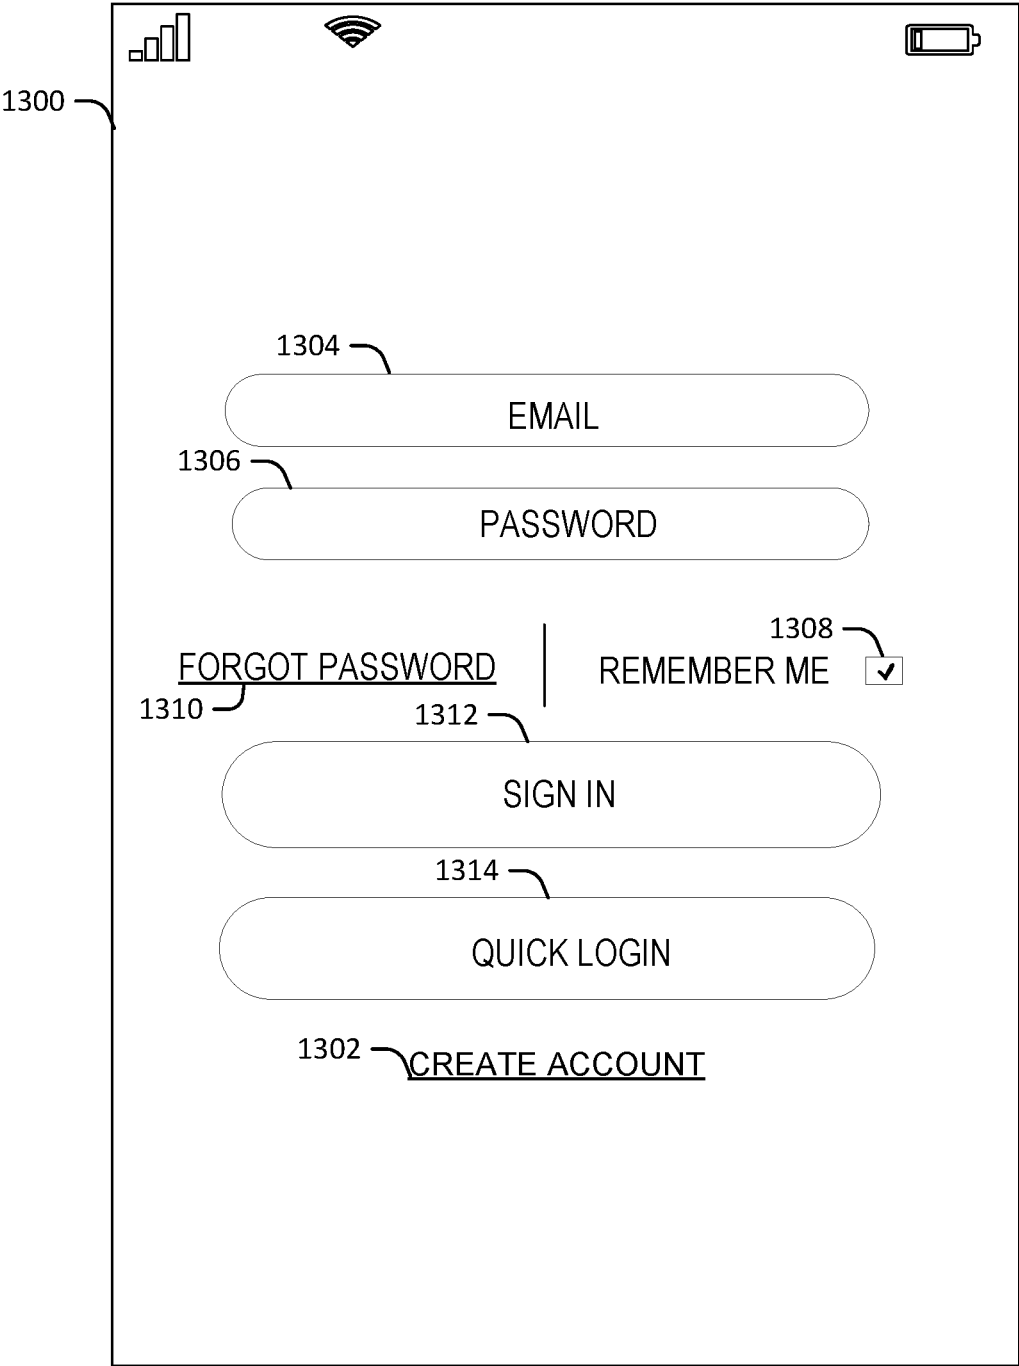 1300
1304
EMAIL
1306
PASSWORD
1308
FORGOT PASSWORD
REMEMBER ME
1310
1312
SIGN IN
1314
QUICK LOGIN
1302
CREATE ACCOUNT